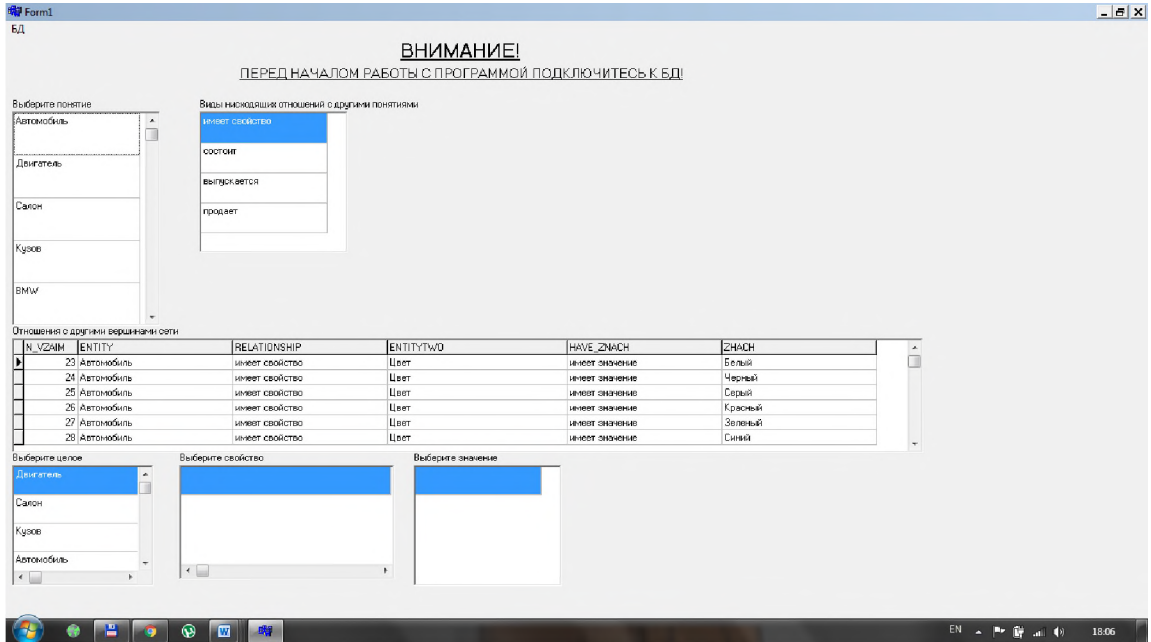 Form1
БД
ВНИМАНИЕ!
ПЕРЕД НАЧАЛОМ РАБОТЫ С ПРОГРАММОЙ ПОДКЛЮЧИТЕСЬ К БД!
Выберите понятие
Виды нисходящих отношений с другими понятиями
Автомобиль
Двигатель
Салон
Кузов
BMW
имеет свойство
состоит
выпускается
продает
Отношения с другими вершинами сети
N_VZAIM ENTITY RELATIONSHIP ENTITYTWO HAVE_ZNACH ZHACH
23 Автомобиль имеет свойство Цвет имеет значение Белый
24 Автомобиль имеет свойство Цвет имеет значение Черный
25 Автомобиль имеет свойство Цвет имеет значение Серый
26 Автомобиль имеет свойство Цвет имеет значение Красный
27 Автомобиль имеет свойство Цвет имеет значение Зеленый
28 Автомобиль имеет свойство Цвет имеет значение Синий
Выберите целое
Выберите свойство
Выберите значение
Двигатель
Салон
Кузов
Автомобиль
EN 18:06